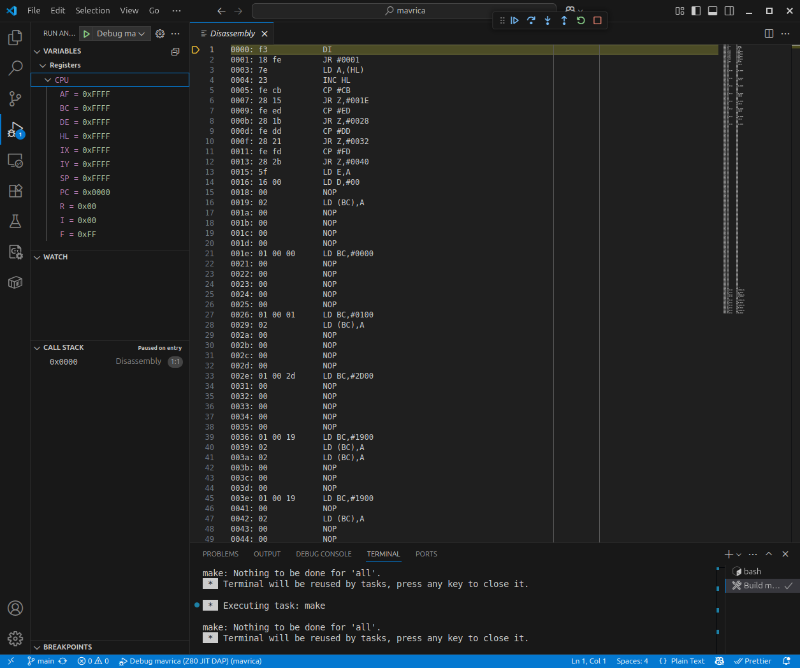 File Edit Selection View Go ··· mavrica
RUN AN... Debug ma
Disassembly
VARIABLES
Registers
CPU
AF = 0xFFFF
BC = 0xFFFF
DE = 0xFFFF
HL = 0xFFFF
IX = 0xFFFF
IY = 0xFFFF
SP = 0xFFFF
PC = 0x0000
R = 0x00
I = 0x00
F = 0xFF
WATCH
CALL STACK Paused on entry
0x0000 Disassembly 1:1
BREAKPOINTS
1 0000: f3 DI
2 0001: 18 fe JR #0001
3 0003: 7e LD A,(HL)
4 0004: 23 INC HL
5 0005: fe cb CP #CB
6 0007: 28 15 JR Z,#001E
7 0009: fe ed CP #ED
8 000b: 28 1b JR Z,#0028
9 000d: fe dd CP #DD
10 000f: 28 21 JR Z,#0032
11 0011: fe fd CP #FD
12 0013: 28 2b JR Z,#0040
13 0015: 5f LD E,A
14 0016: 16 00 LD D,#00
15 0018: 00 NOP
16 0019: 02 LD (BC),A
17 001a: 00 NOP
18 001b: 00 NOP
19 001c: 00 NOP
20 001d: 00 NOP
21 001e: 01 00 00 LD BC,#0000
22 0021: 00 NOP
23 0022: 00 NOP
24 0023: 00 NOP
25 0024: 00 NOP
26 0025: 00 NOP
27 0026: 01 00 01 LD BC,#0100
28 0029: 02 LD (BC),A
29 002a: 00 NOP
30 002b: 00 NOP
31 002c: 00 NOP
32 002d: 00 NOP
33 002e: 01 00 2d LD BC,#2D00
34 0031: 00 NOP
35 0032: 00 NOP
36 0033: 00 NOP
37 0034: 00 NOP
38 0035: 00 NOP
39 0036: 01 00 19 LD BC,#1900
40 0039: 02 LD (BC),A
41 003a: 02 LD (BC),A
42 003b: 00 NOP
43 003c: 00 NOP
44 003d: 00 NOP
45 003e: 01 00 19 LD BC,#1900
46 0041: 00 NOP
47 0042: 02 LD (BC),A
48 0043: 00 NOP
49 0044: 00 NOP
PROBLEMS OUTPUT DEBUG CONSOLE TERMINAL PORTS
make: Nothing to be done for 'all'.
* Terminal will be reused by tasks, press any key to close it.
* Executing task: make
make: Nothing to be done for 'all'.
* Terminal will be reused by tasks, press any key to close it.
bash
Build m...
main 0 0 Debug mavrica (Z80 JIT DAP) (mavrica) Ln 1, Col 1 Spaces: 4 {} Plain Text Prettier